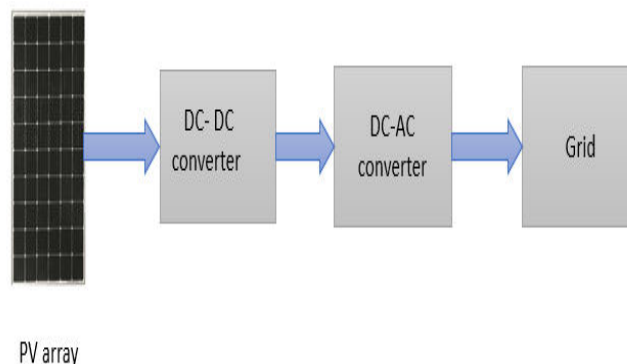 DC- DC
converter
DC-AC
converter
Grid
PV array